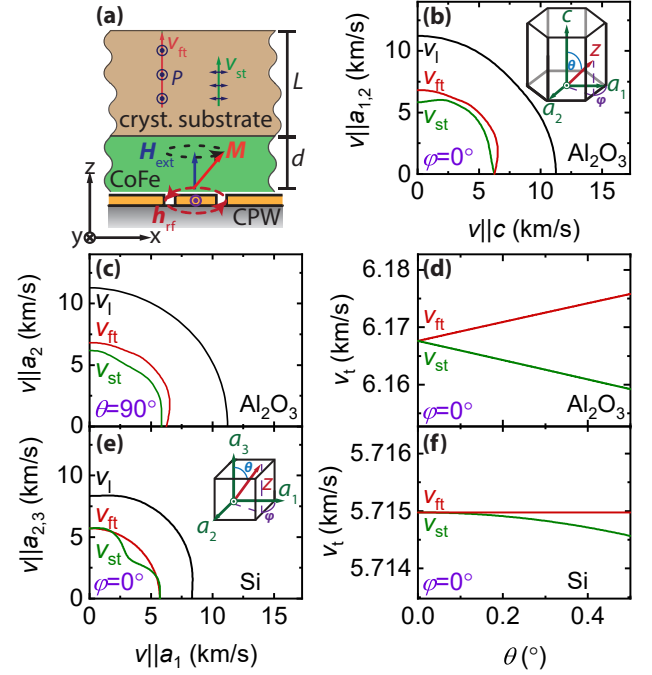 (a)
v_ft
P
v_st
cryst. substrate
L
H_ext
M
d
CoFe
h_rf
CPW
z
y
x
(b)
v||a_1,2 (km/s)
10
5
0
v_l
v_ft
v_st
φ=0°
c
θ
Z
a_1
a_2
φ
Al₂O₃
0 5 10 15
v||c (km/s)
(c)
v||a_2 (km/s)
10
5
0
v_l
v_ft
v_st
θ=90°
Al₂O₃
(d)
v_t (km/s)
6.18
6.17
6.16
v_ft
v_st
φ=0°
Al₂O₃
(e)
v||a_2,3 (km/s)
10
5
0
v_l
v_ft
v_st
φ=0°
a_3
θ
Z
a_1
a_2
φ
Si
0 5 10 15
v||a_1 (km/s)
(f)
v_t (km/s)
5.716
5.715
5.714
v_ft
v_st
φ=0°
Si
0.0 0.2 0.4
θ (°)